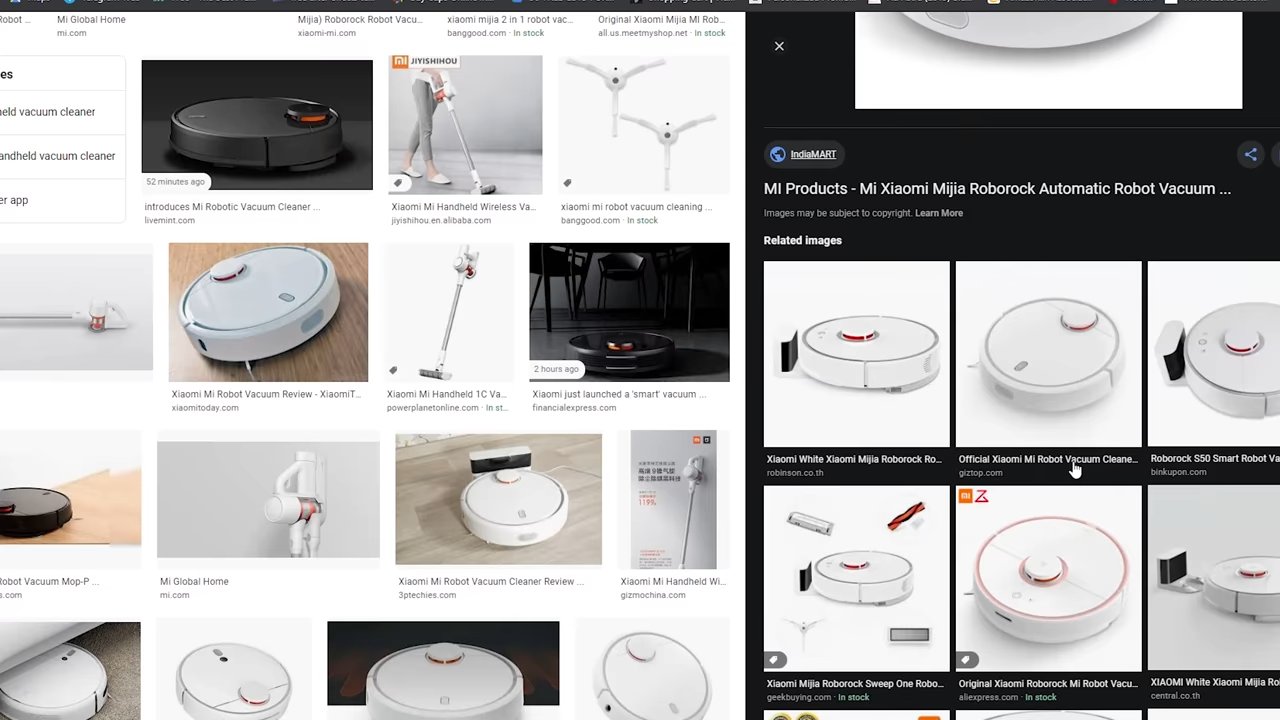 Mi Global Home
mi.com
Mijia) Roborock Robot Vacu...
xiaomi-mi.com
xiaomi mijia 2 in 1 robot vac...
banggood.com · In stock
Original Xiaomi Mijia MI Rob...
all.us.meetmyshop.net · In stock
es
eld vacuum cleaner
andheld vacuum cleaner
er app
52 minutes ago
introduces Mi Robotic Vacuum Cleaner ...
livemint.com
JIYISHIHOU
Xiaomi Mi Handheld Wireless Va...
jiyishihou.en.alibaba.com
xiaomi mi robot vacuum cleaning ...
banggood.com · In stock
Xiaomi Mi Robot Vacuum Review - XiaomiT...
xiaomitoday.com
Xiaomi Mi Handheld 1C Va...
powerplanetonline.com · In st...
2 hours ago
Xiaomi just launched a 'smart' vacuum ...
financialexpress.com
Robot Vacuum Mop-P ...
s.com
Mi Global Home
mi.com
Xiaomi Mi Robot Vacuum Cleaner Review ...
3ptechies.com
1199
Xiaomi Mi Handheld Wi...
gizmochina.com
IndiaMART
MI Products - Mi Xiaomi Mijia Roborock Automatic Robot Vacuum ...
Images may be subject to copyright. Learn More
Related images
Xiaomi White Xiaomi Mijia Roborock Ro...
robinson.co.th
Official Xiaomi Mi Robot Vacuum Cleane...
giztop.com
Roborock S50 Smart Robot Va
binkupon.com
Xiaomi Mijia Roborock Sweep One Robo...
geekbuying.com · In stock
Original Xiaomi Roborock Mi Robot Vacu...
aliexpress.com · In stock
XIAOMI White Xiaomi Mijia Ro
central.co.th